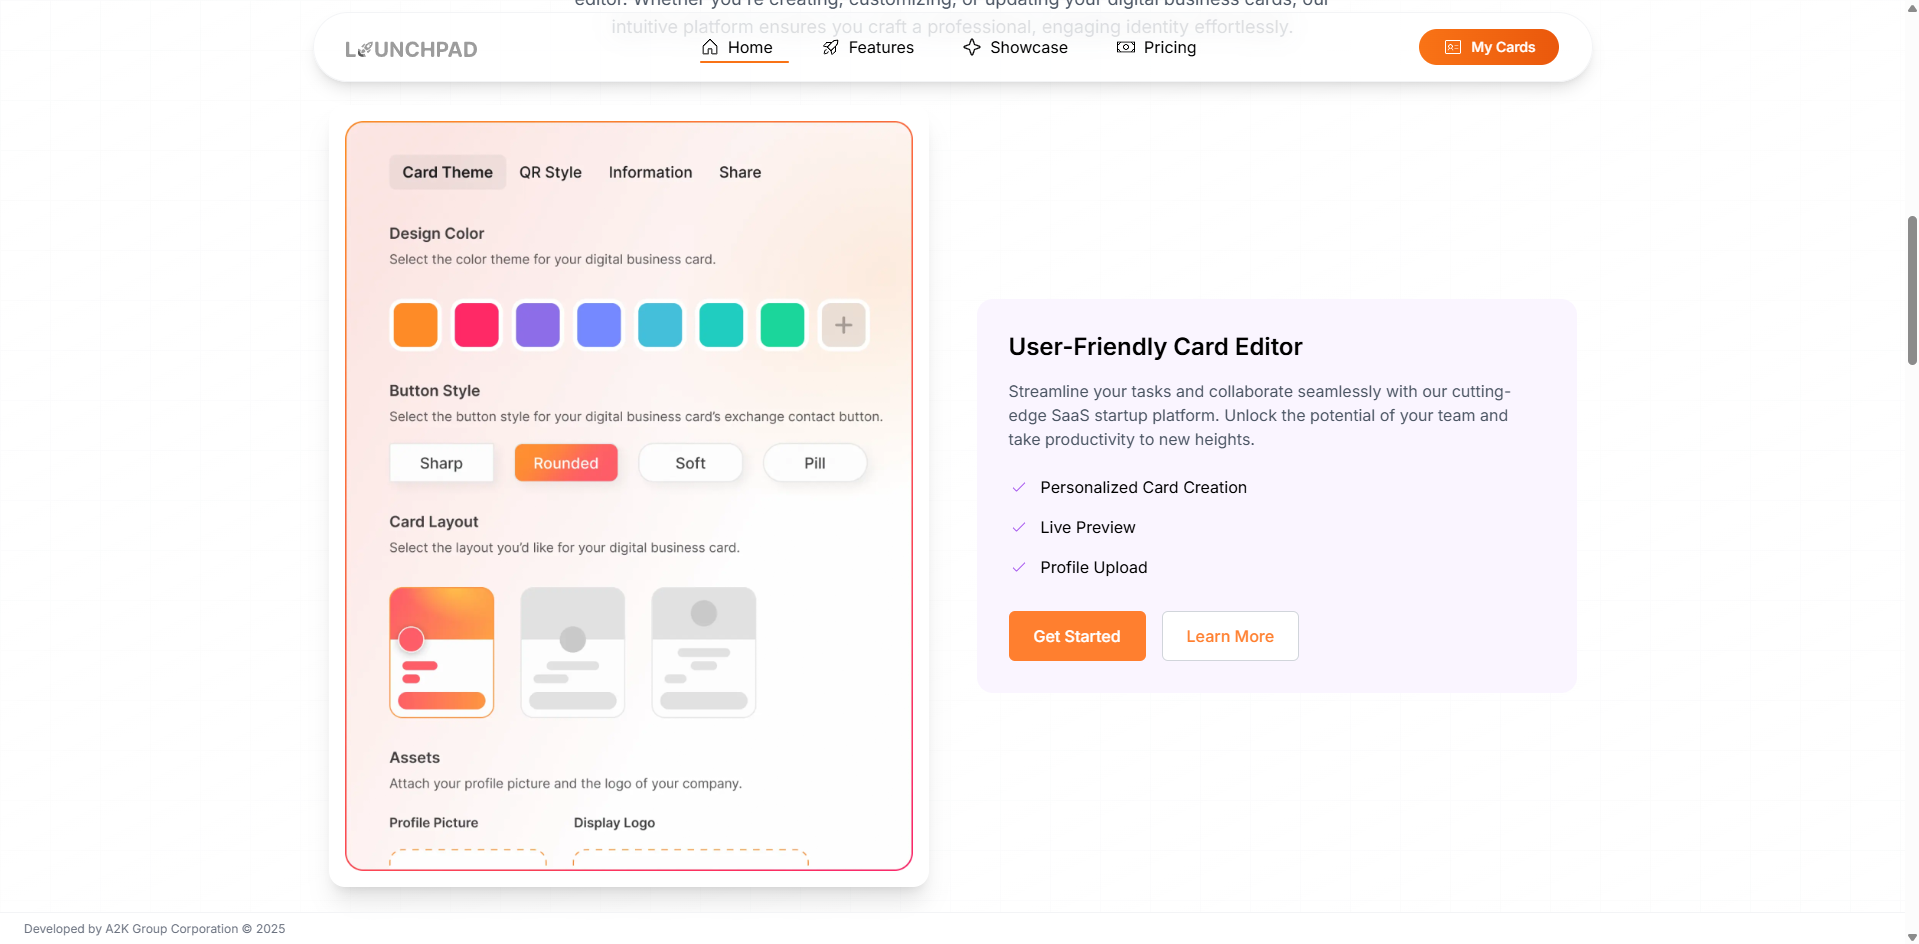 editor. Whether you're creating, customizing, or updating your digital business cards, our
intuitive platform ensures you craft a professional, engaging identity effortlessly.
LAUNCHPAD
Home
Features
Showcase
Pricing
My Cards
Card Theme
QR Style
Information
Share
Design Color
Select the color theme for your digital business card.
Button Style
Select the button style for your digital business card's exchange contact button.
Sharp
Rounded
Soft
Pill
Card Layout
Select the layout you'd like for your digital business card.
Assets
Attach your profile picture and the logo of your company.
Profile Picture
Display Logo
User-Friendly Card Editor
Streamline your tasks and collaborate seamlessly with our cutting-
edge SaaS startup platform. Unlock the potential of your team and
take productivity to new heights.
Personalized Card Creation
Live Preview
Profile Upload
Get Started
Learn More
Developed by A2K Group Corporation © 2025